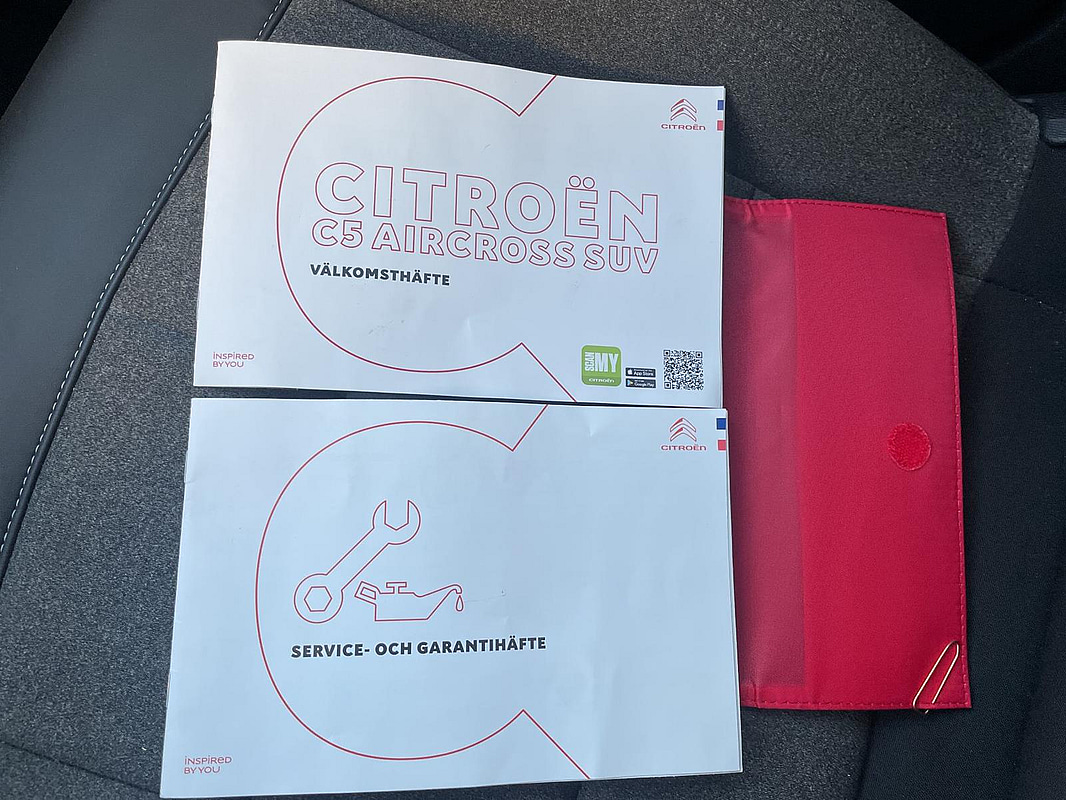 CITROËN
CITROËN
C5 AIRCROSS SUV
VÄLKOMSTHÄFTE
INSPIRED
BY YOU
SCAN
MY
CITROËN
App Store
Google Play
CITROËN
SERVICE- OCH GARANTIHÄFTE
INSPIRED
BY YOU